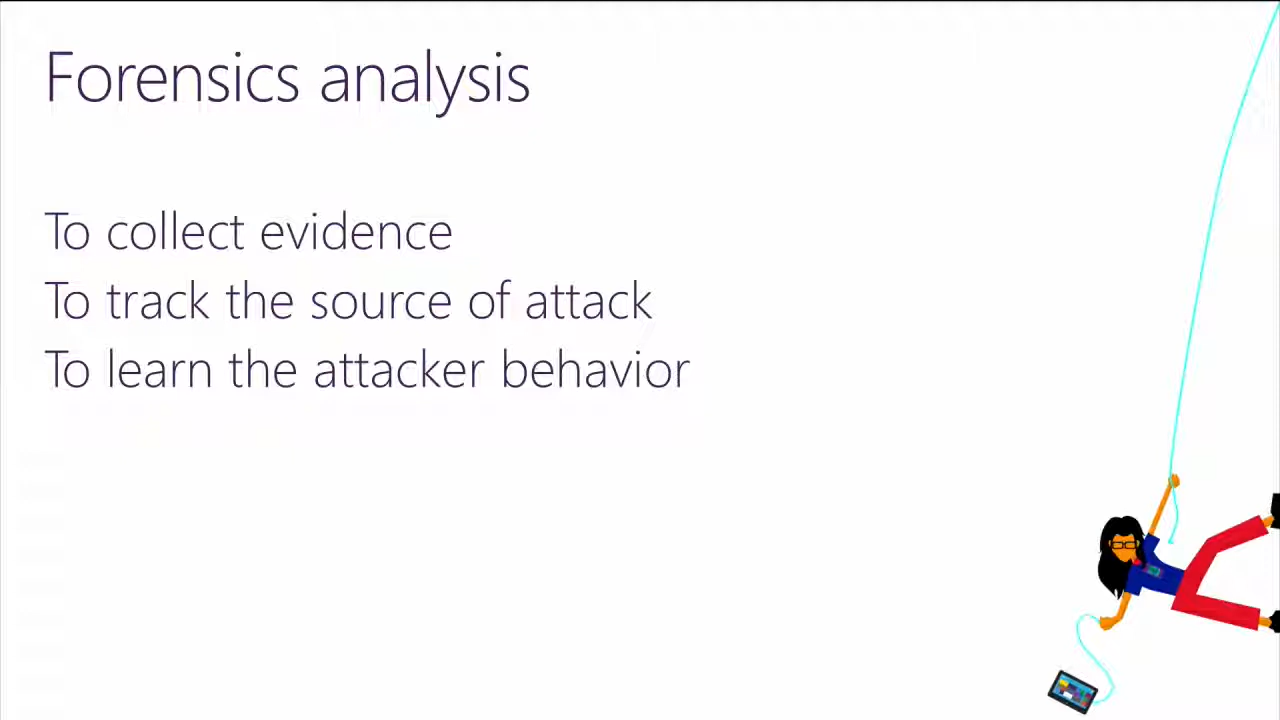 Forensics analysis
To collect evidence
To track the source of attack
To learn the attacker behavior